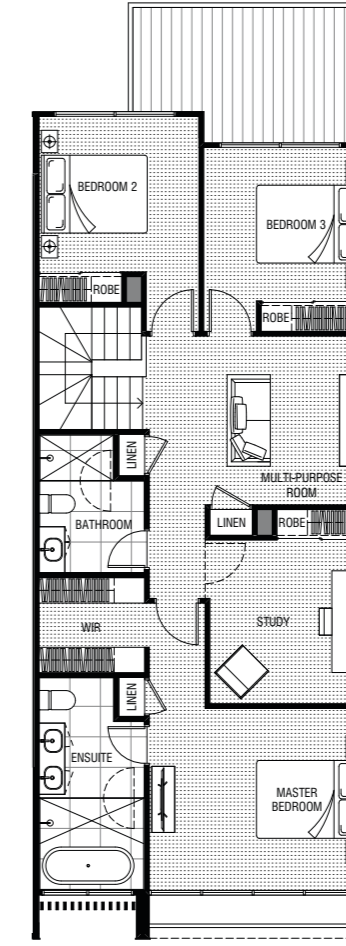 BEDROOM 2
BEDROOM 3
ROBE
ROBE
LINEN
MULTI-PURPOSE
ROOM
BATHROOM
LINEN
ROBE
WIR
STUDY
LINEN
ENSUITE
MASTER
BEDROOM